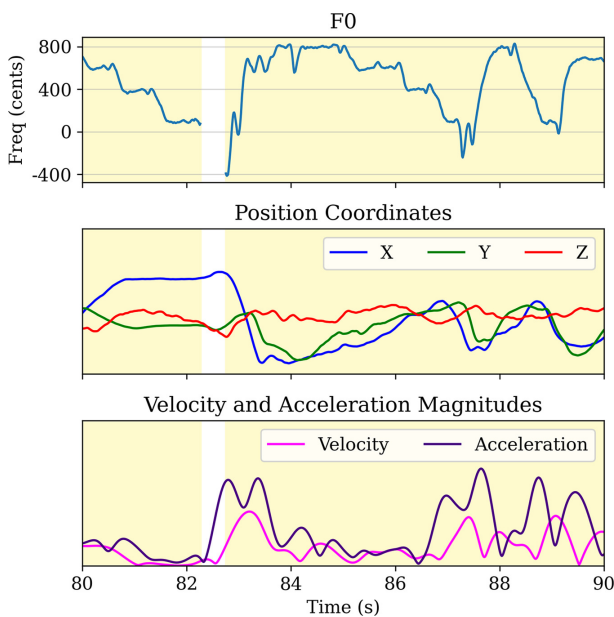 F0
800
400
0
-400
Freq (cents)
Position Coordinates
X Y Z
Velocity and Acceleration Magnitudes
Velocity Acceleration
80 82 84 86 88 90
Time (s)